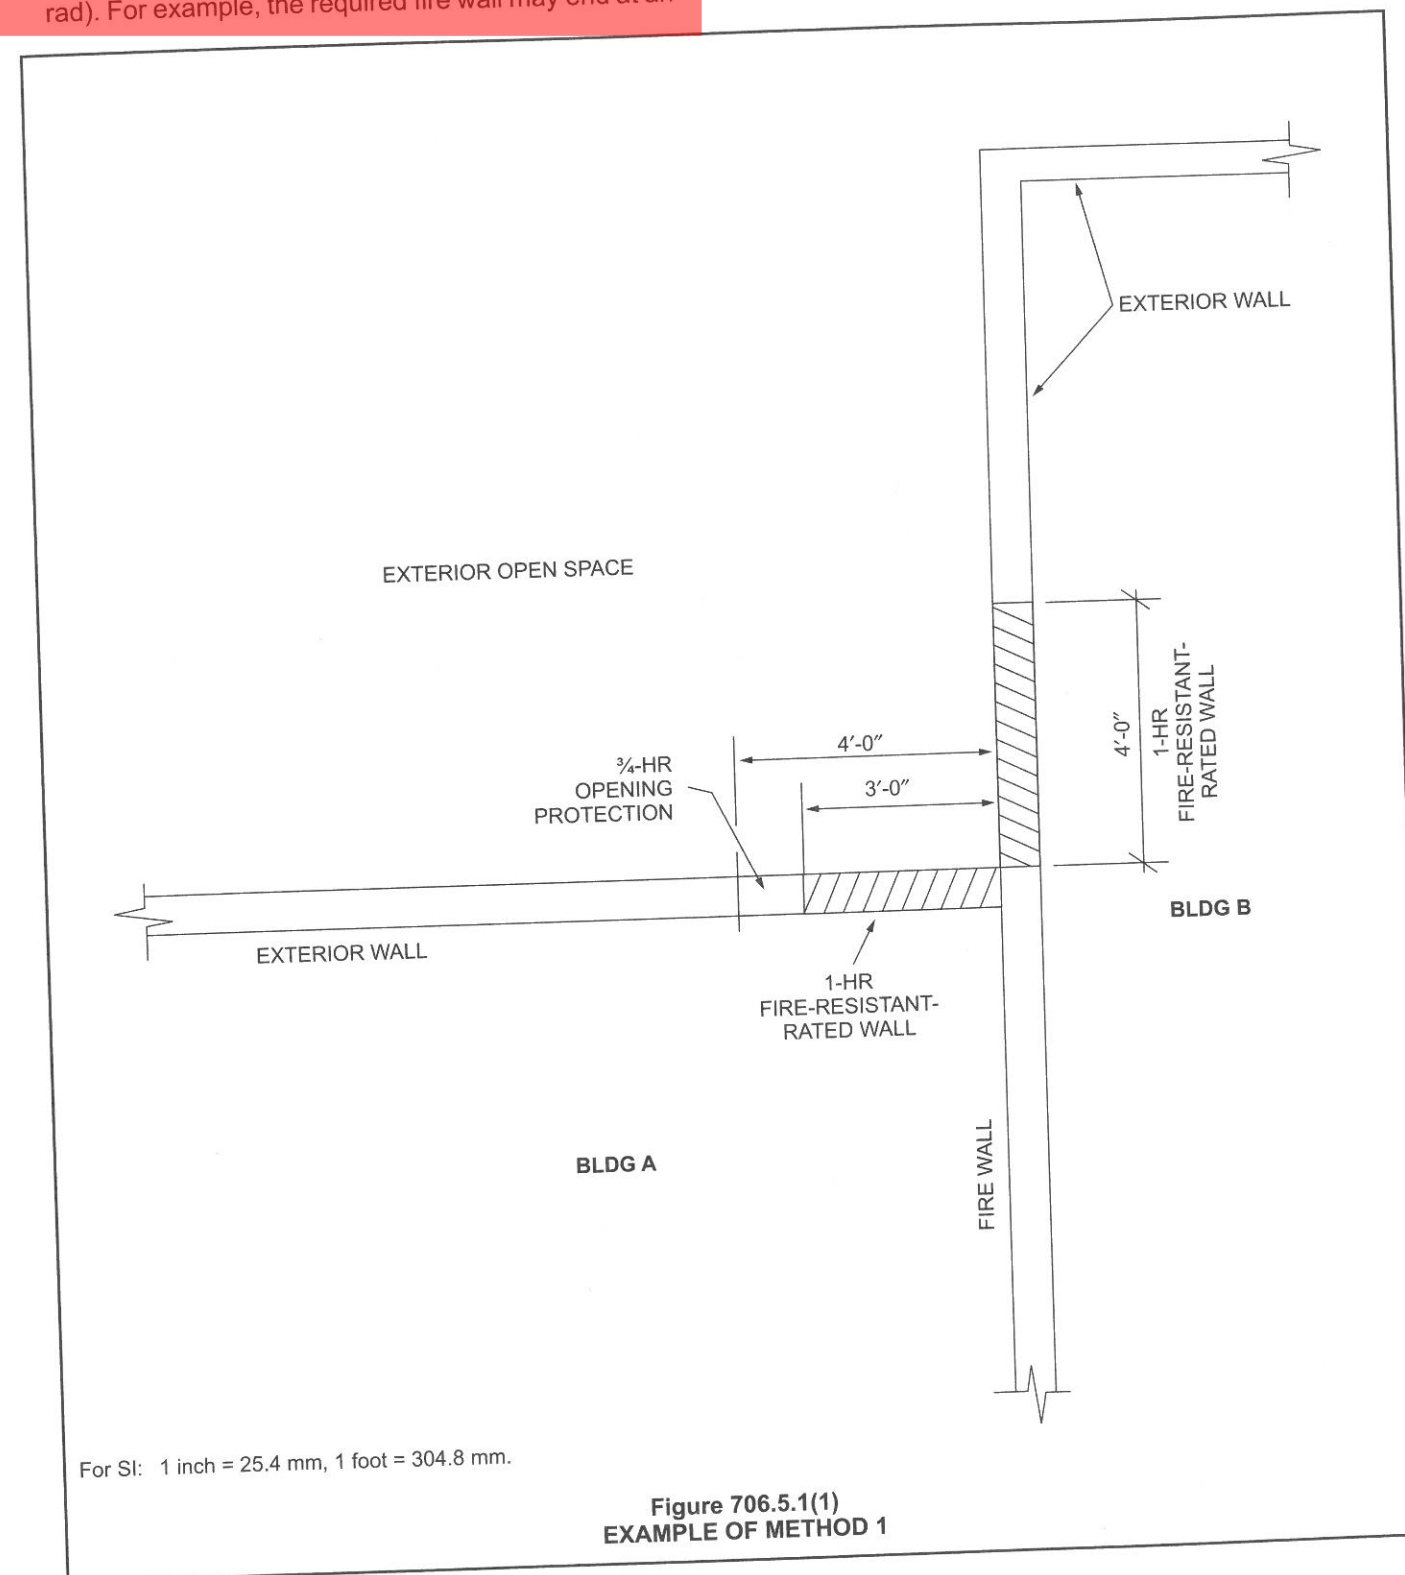 rad). For example, the required fire wall may end at an
EXTERIOR WALL
EXTERIOR OPEN SPACE
4'-0"
1-HR
FIRE-RESISTANT-
RATED WALL
4'-0"
3'-0"
¾-HR
OPENING
PROTECTION
BLDG B
EXTERIOR WALL
1-HR
FIRE-RESISTANT-
RATED WALL
BLDG A
FIRE WALL
For SI: 1 inch = 25.4 mm, 1 foot = 304.8 mm.
Figure 706.5.1(1)
EXAMPLE OF METHOD 1